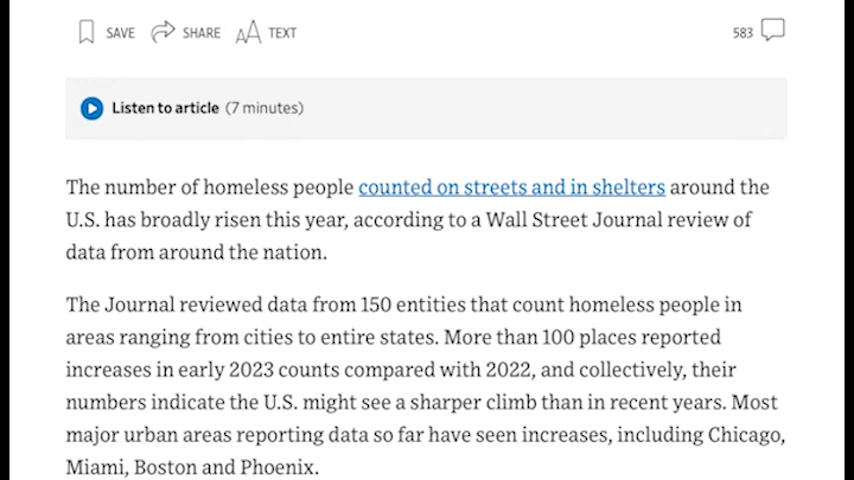 SAVE SHARE AA TEXT 583
Listen to article (7 minutes)
The number of homeless people counted on streets and in shelters around the
U.S. has broadly risen this year, according to a Wall Street Journal review of
data from around the nation.
The Journal reviewed data from 150 entities that count homeless people in
areas ranging from cities to entire states. More than 100 places reported
increases in early 2023 counts compared with 2022, and collectively, their
numbers indicate the U.S. might see a sharper climb than in recent years. Most
major urban areas reporting data so far have seen increases, including Chicago,
Miami, Boston and Phoenix.